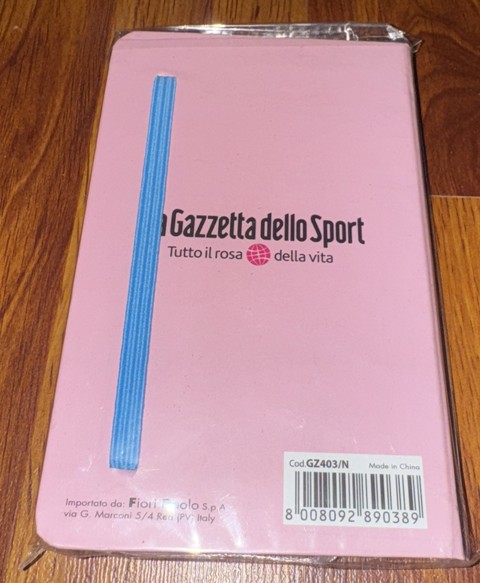 a Gazzetta dello Sport
Tutto il rosa della vita
Cod.GZ403/N Made in China
8 008092 890389
Importato da: Fiori Paolo S.p.A
via G. Marconi 5/4 Rea (PV) Italy